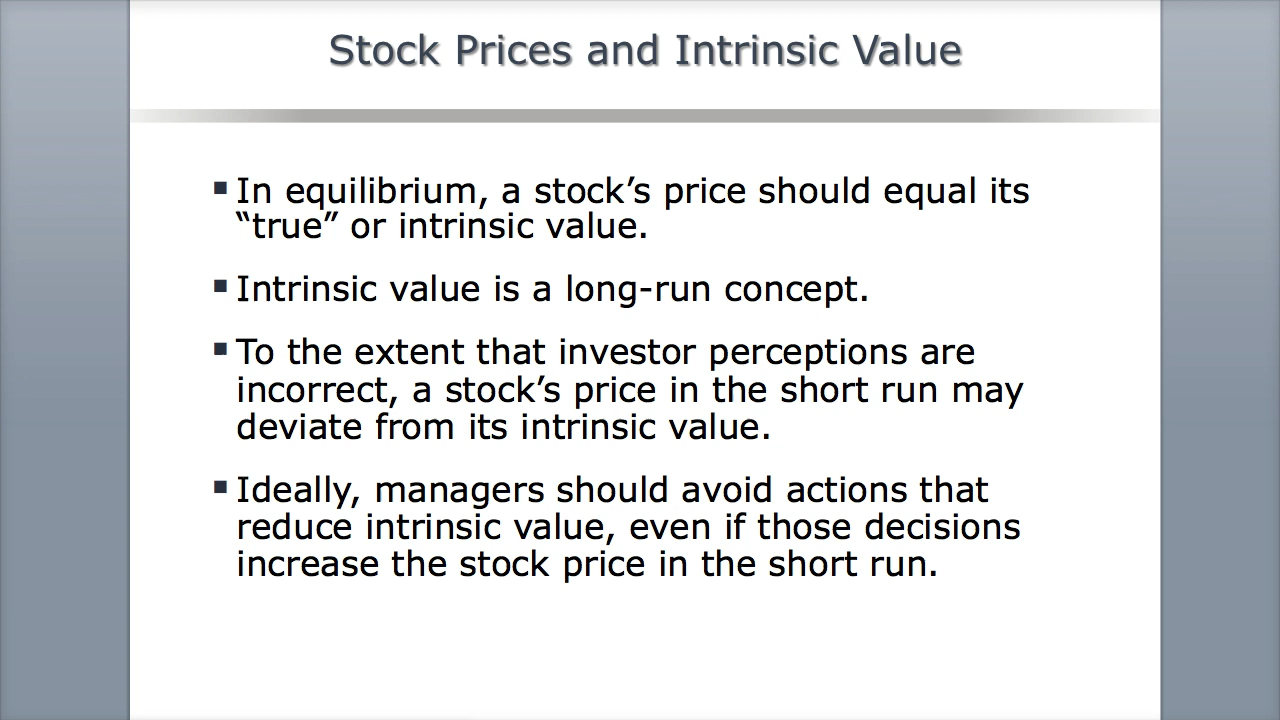 Stock Prices and Intrinsic Value
▪ In equilibrium, a stock’s price should equal its
“true” or intrinsic value.
▪ Intrinsic value is a long-run concept.
▪ To the extent that investor perceptions are
incorrect, a stock’s price in the short run may
deviate from its intrinsic value.
▪ Ideally, managers should avoid actions that
reduce intrinsic value, even if those decisions
increase the stock price in the short run.